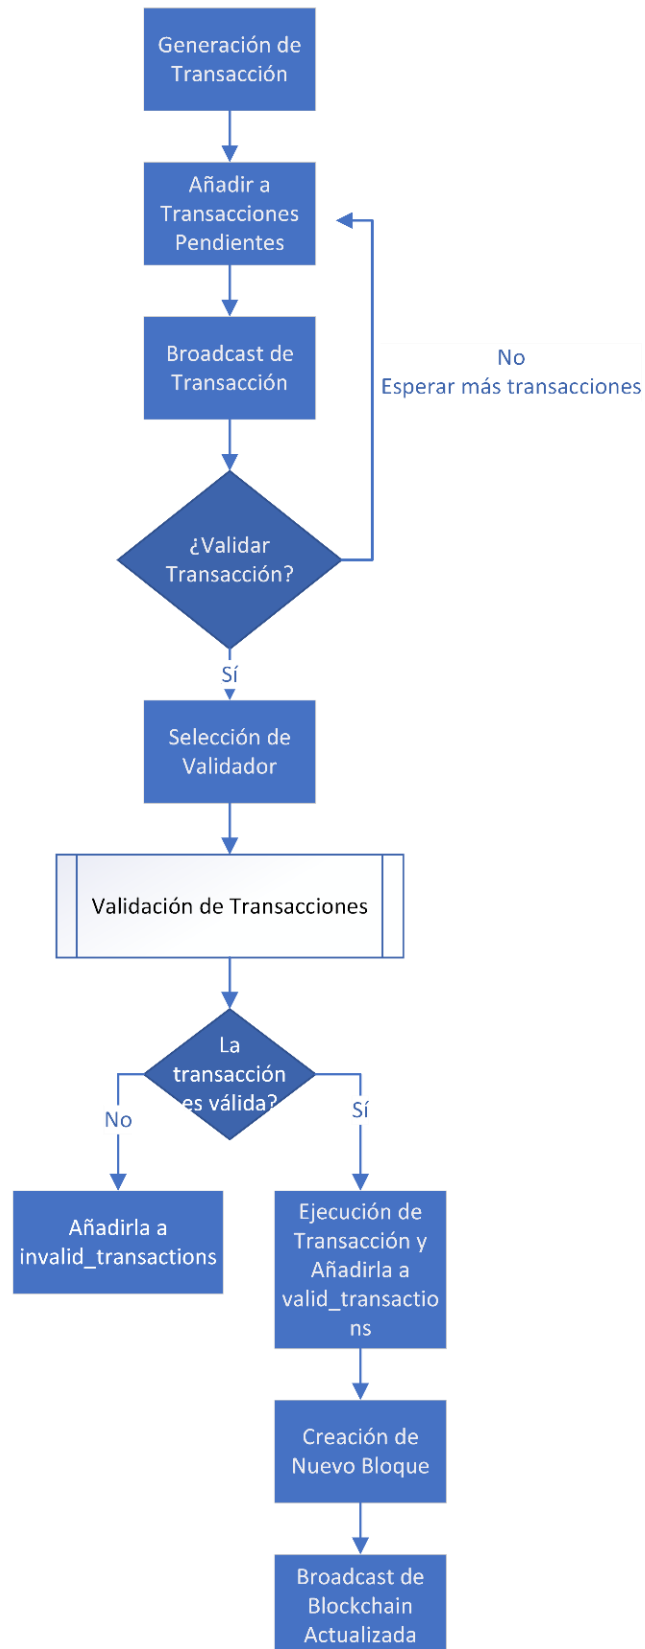 Generación de
Transacción
Añadir a
Transacciones
Pendientes
Broadcast de
Transacción
No
Esperar más transacciones
¿Validar
Transacción?
Sí
Selección de
Validador
Validación de Transacciones
La
transacción
es válida?
No
Sí
Añadirla a
invalid_transactions
Ejecución de
Transacción y
Añadirla a
valid_transactio
ns
Creación de
Nuevo Bloque
Broadcast de
Blockchain
Actualizada